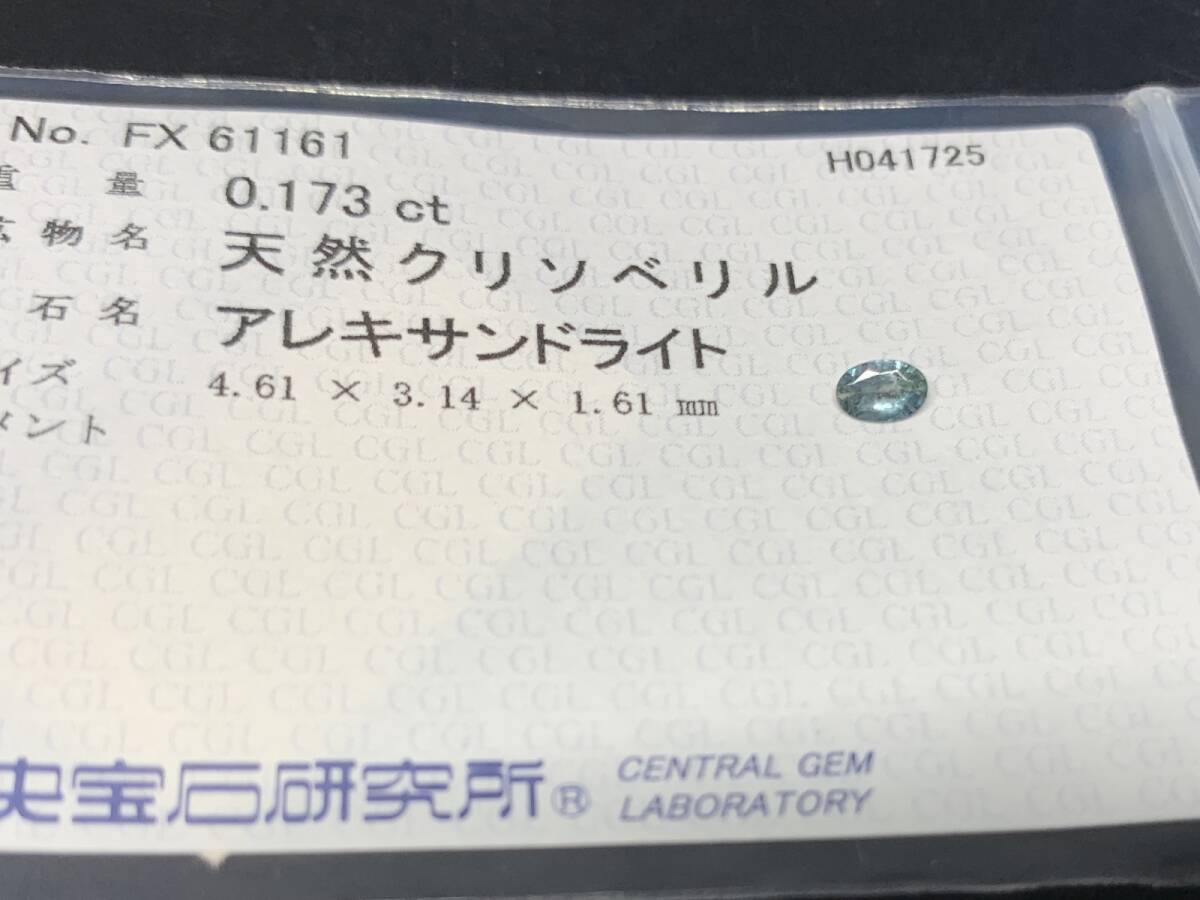 No. FX 61161
H041725
重量 0.173 ct
鉱物名 天然クリソベリル
石名 アレキサンドライト
イズ 4.61 × 3.14 × 1.61 ㎜
メント
央宝石研究所® CENTRAL GEM
LABORATORY